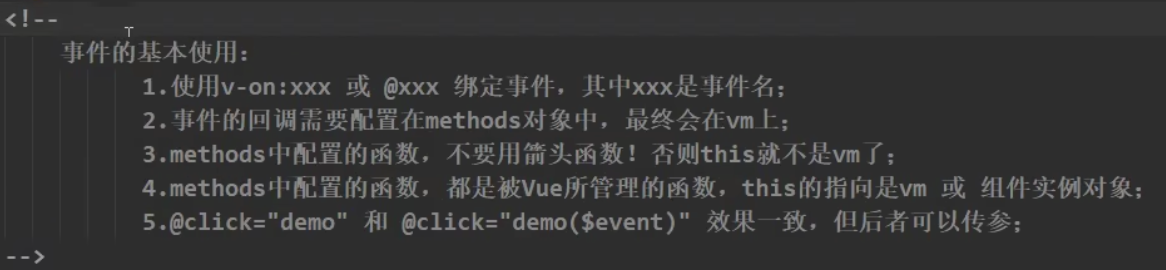 <!--
事件的基本使用：
1.使用v-on:xxx 或 @xxx 绑定事件，其中xxx是事件名；
2.事件的回调需要配置在methods对象中，最终会在vm上；
3.methods中配置的函数，不要用箭头函数！否则this就不是vm了；
4.methods中配置的函数，都是被Vue所管理的函数，this的指向是vm 或 组件实例对象；
5.@click="demo" 和 @click="demo($event)" 效果一致，但后者可以传参；
-->